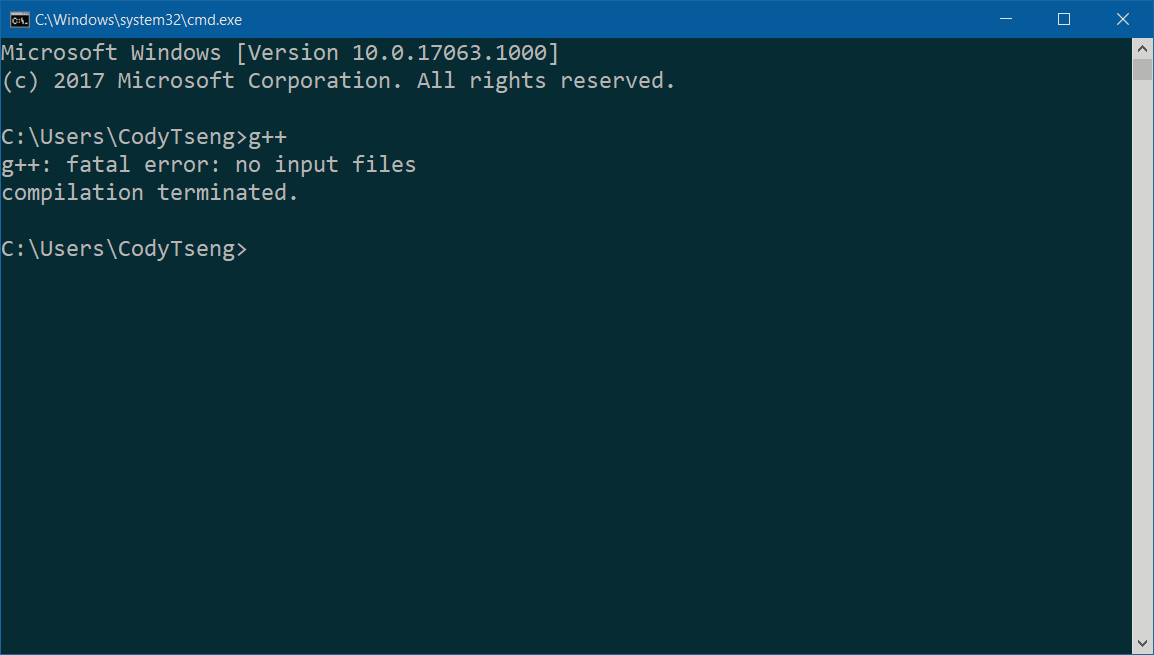 C:\Windows\system32\cmd.exe
Microsoft Windows [Version 10.0.17063.1000]
(c) 2017 Microsoft Corporation. All rights reserved.
C:\Users\CodyTseng>g++
g++: fatal error: no input files
compilation terminated.
C:\Users\CodyTseng>